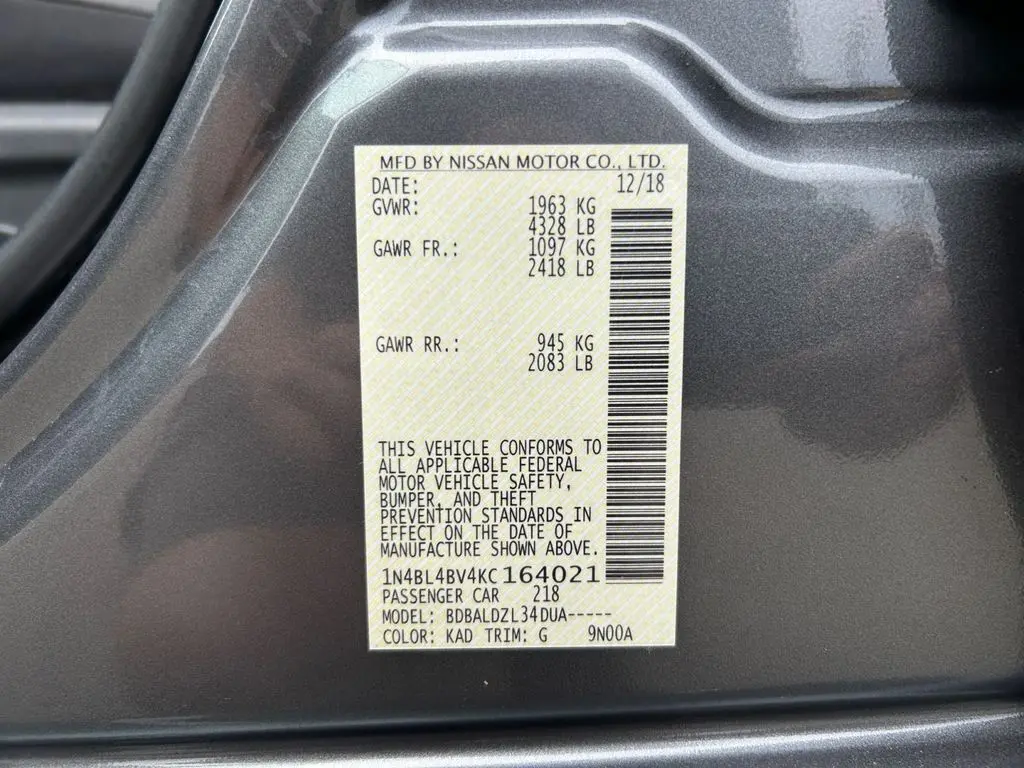 MFD BY NISSAN MOTOR CO., LTD.
DATE: 12/18
GVWR: 1963 KG
4328 LB
GAWR FR.: 1097 KG
2418 LB
GAWR RR.: 945 KG
2083 LB
THIS VEHICLE CONFORMS TO
ALL APPLICABLE FEDERAL
MOTOR VEHICLE SAFETY,
BUMPER, AND THEFT
PREVENTION STANDARDS IN
EFFECT ON THE DATE OF
MANUFACTURE SHOWN ABOVE.
1N4BL4BV4KC164021
PASSENGER CAR 218
MODEL: BDBALDZL34DUA-----
COLOR: KAD TRIM: G 9N00A